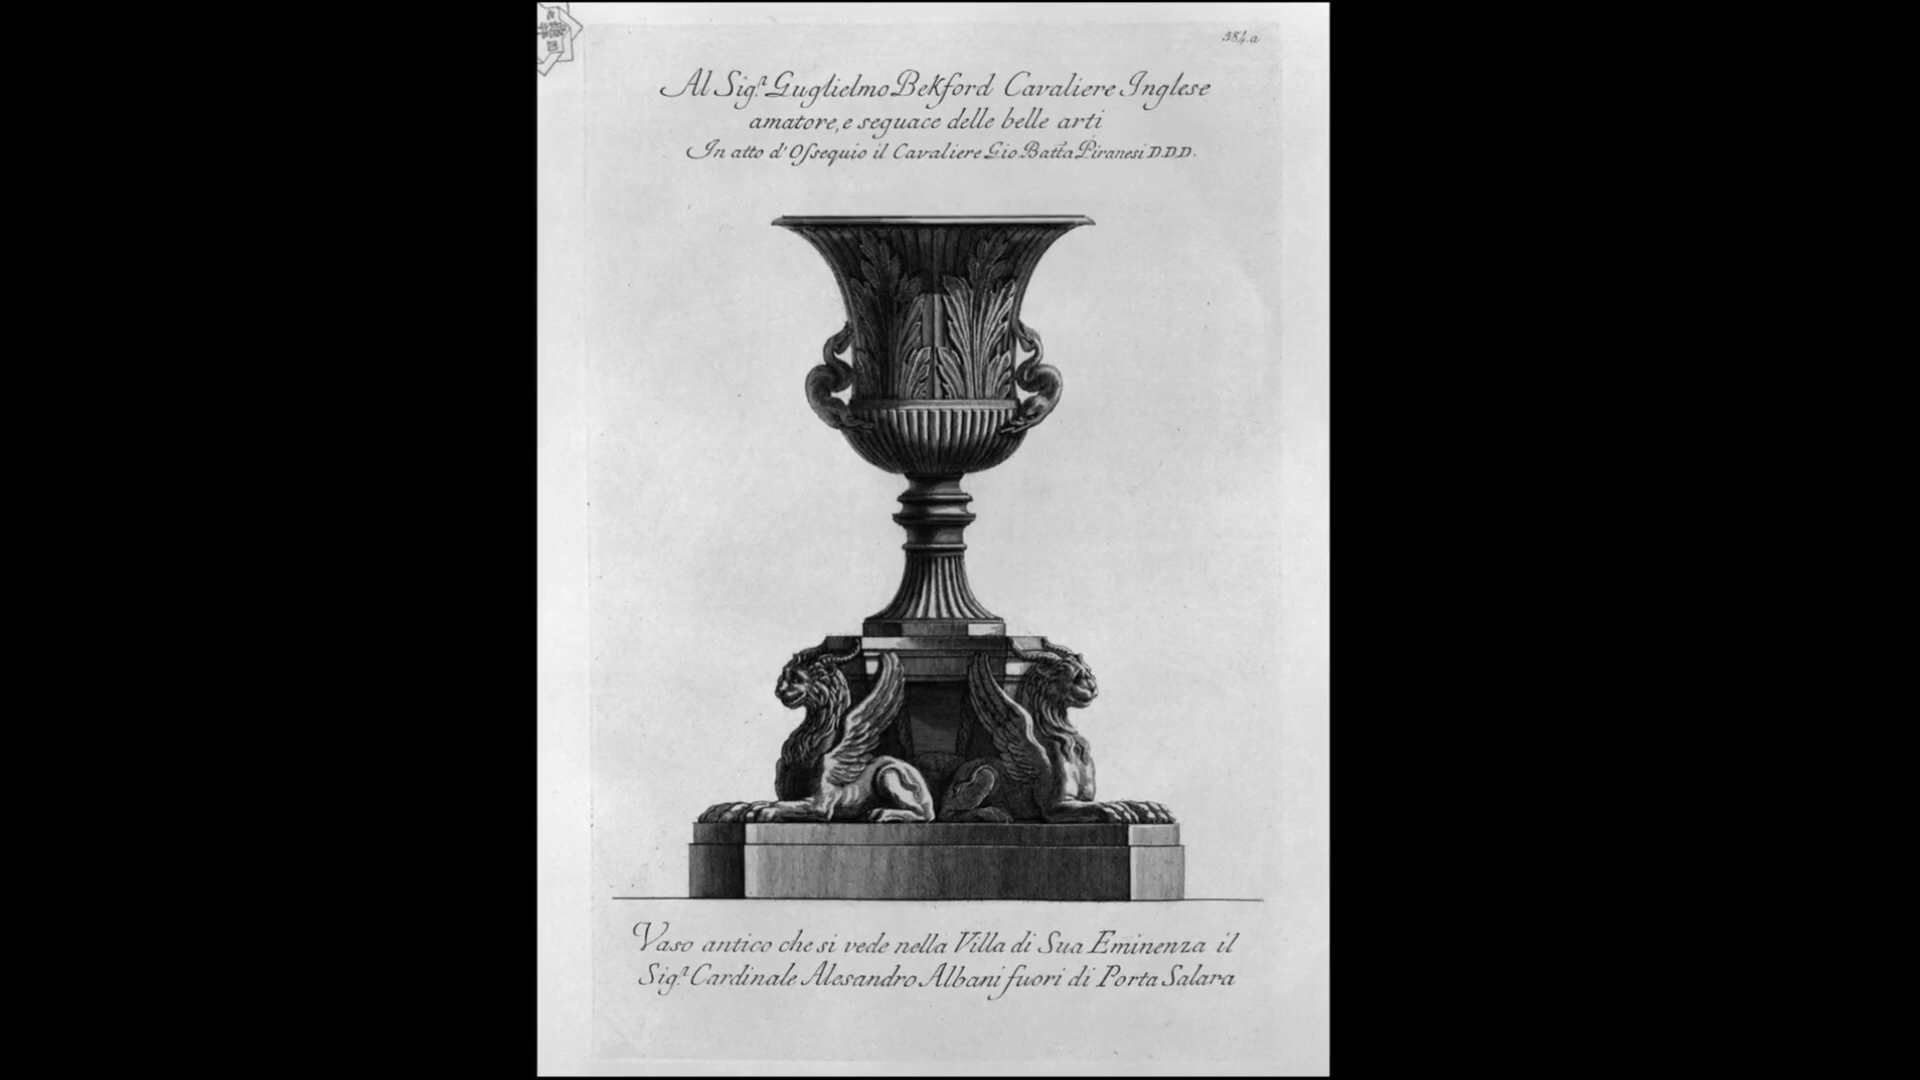 384.a
Al Sig.r Guglielmo Bekford Cavaliere Inglese
amatore, e seguace delle belle arti
In atto d'Ossequio il Cavaliere Gio Batta Piranesi D.D.D.
Vaso antico che si vede nella Villa di Sua Eminenza il
Sig.r Cardinale Alesandro Albani fuori di Porta Salara